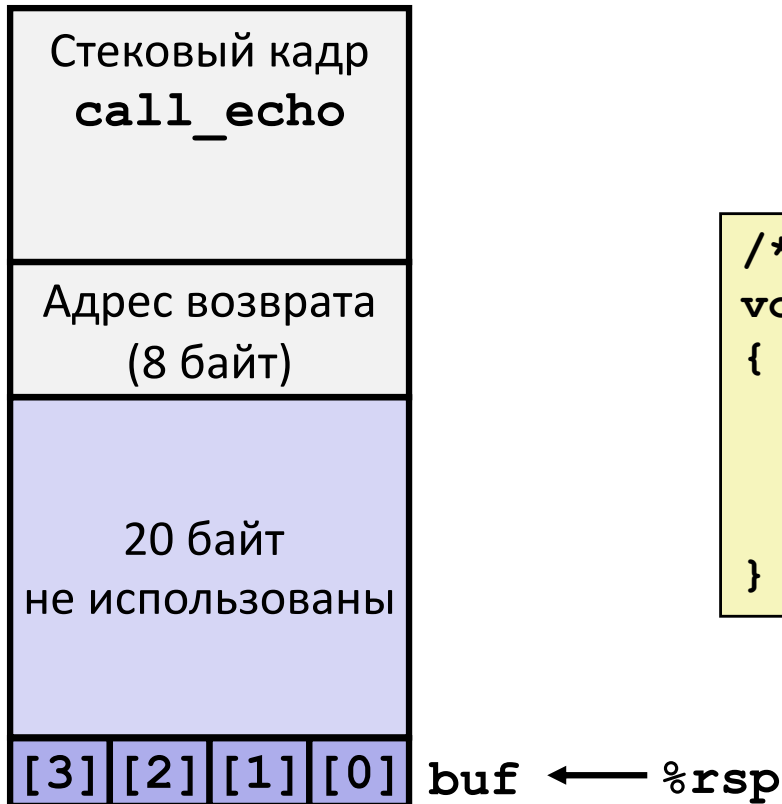 Стековый кадр
call_echo
Адрес возврата
(8 байт)
20 байт
не использованы
[3] [2] [1] [0] buf %rsp
/*
vo
{
}